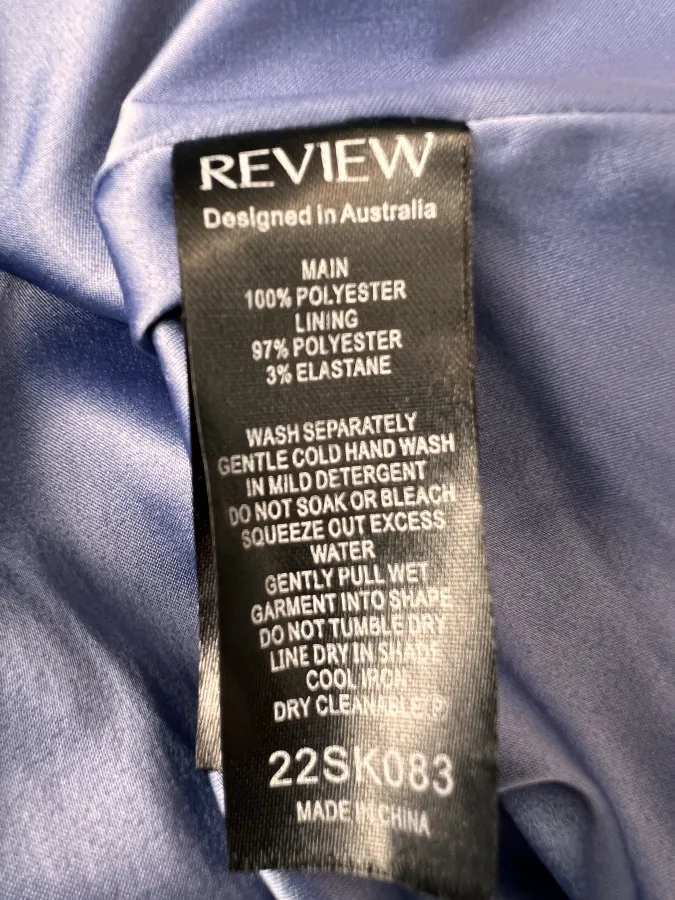 REVIEW
Designed in Australia
MAIN
100% POLYESTER
LINING
97% POLYESTER
3% ELASTANE
WASH SEPARATELY
GENTLE COLD HAND WASH
IN MILD DETERGENT
DO NOT SOAK OR BLEACH
SQUEEZE OUT EXCESS
WATER
GENTLY PULL WET
GARMENT INTO SHAPE
DO NOT TUMBLE DRY
LINE DRY IN SHADE
COOL IRON
DRY CLEANABLE(P)
22SK083
MADE IN CHINA